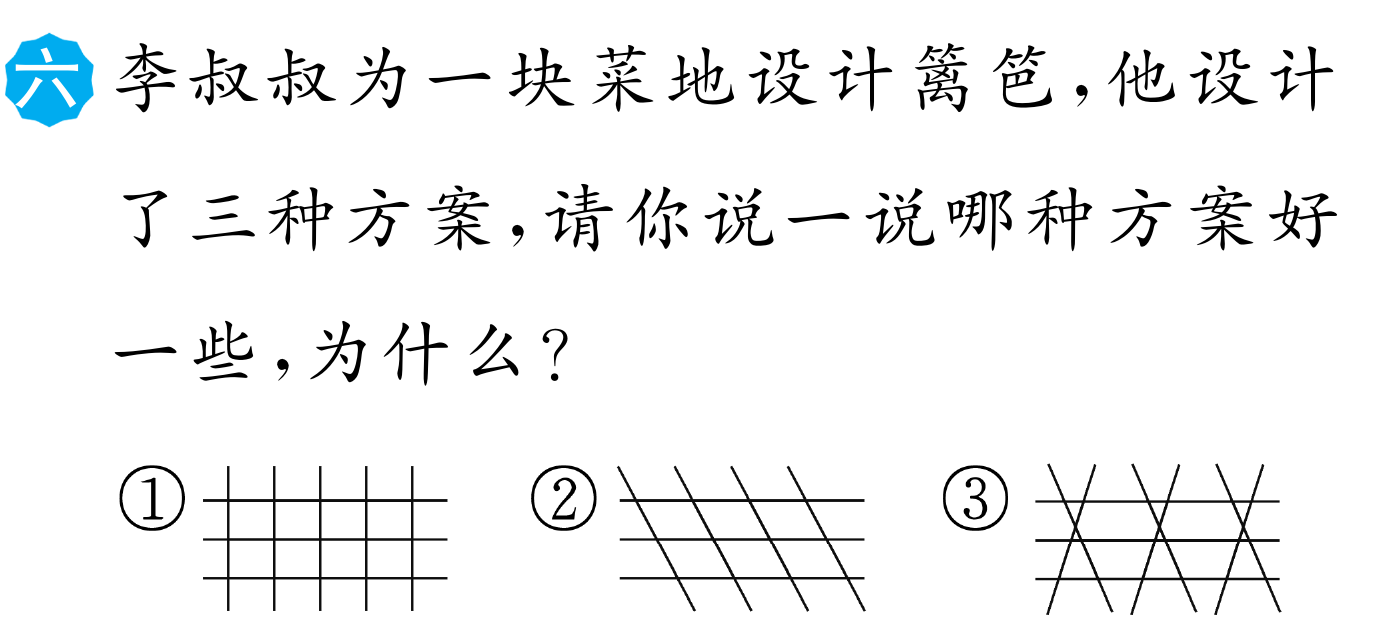 六 李叔叔为一块菜地设计篱笆,他设计
了三种方案,请你说一说哪种方案好
一些,为什么?
① ② ③